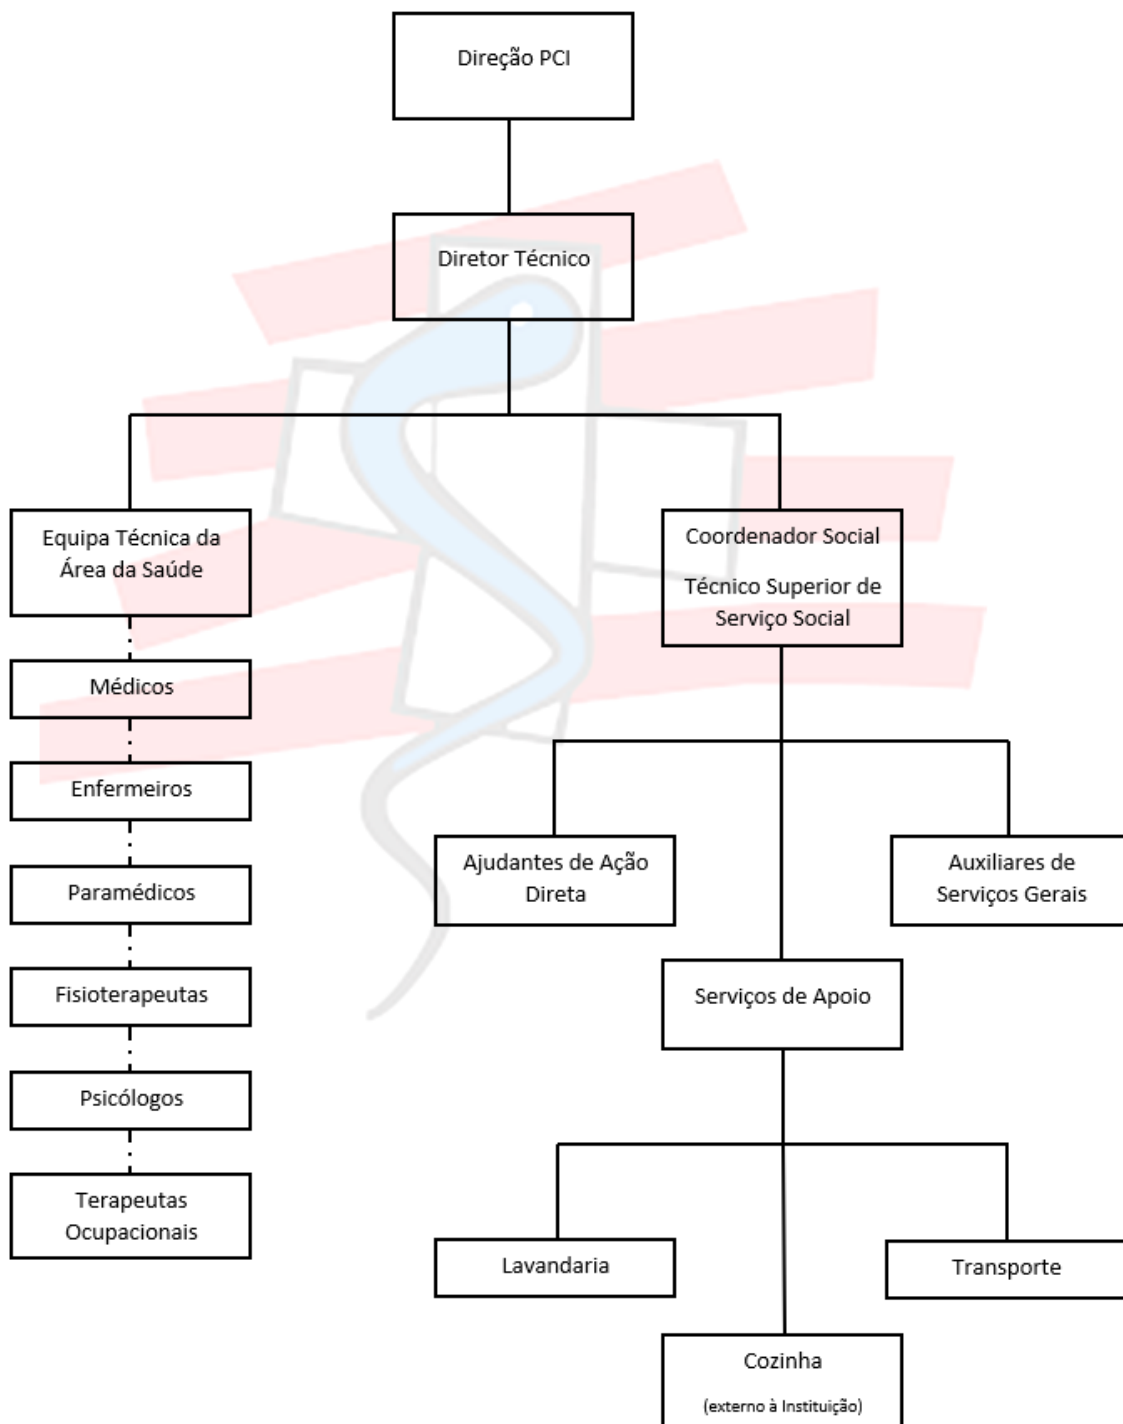 Direção PCI
Diretor Técnico
Equipa Técnica da
Área da Saúde
Médicos
Enfermeiros
Paramédicos
Fisioterapeutas
Psicólogos
Terapeutas
Ocupacionais
Coordenador Social
Técnico Superior de
Serviço Social
Ajudantes de Ação
Direta
Auxiliares de
Serviços Gerais
Serviços de Apoio
Lavandaria
Transporte
Cozinha
(externo à Instituição)